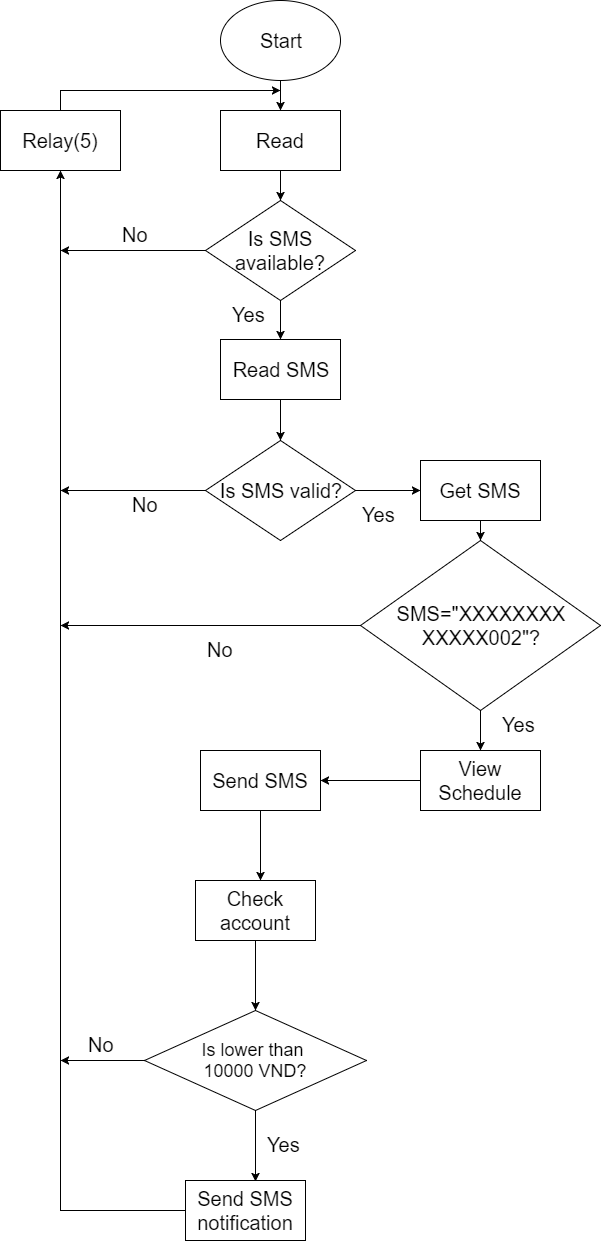 Start
Relay(5)
Read
No
Is SMS
available?
Yes
Read SMS
Is SMS valid?
No
Yes
Get SMS
SMS="XXXXXXXX
XXXXX002"?
No
Yes
View
Schedule
Send SMS
Check
account
Is lower than
10000 VND?
No
Yes
Send SMS
notification